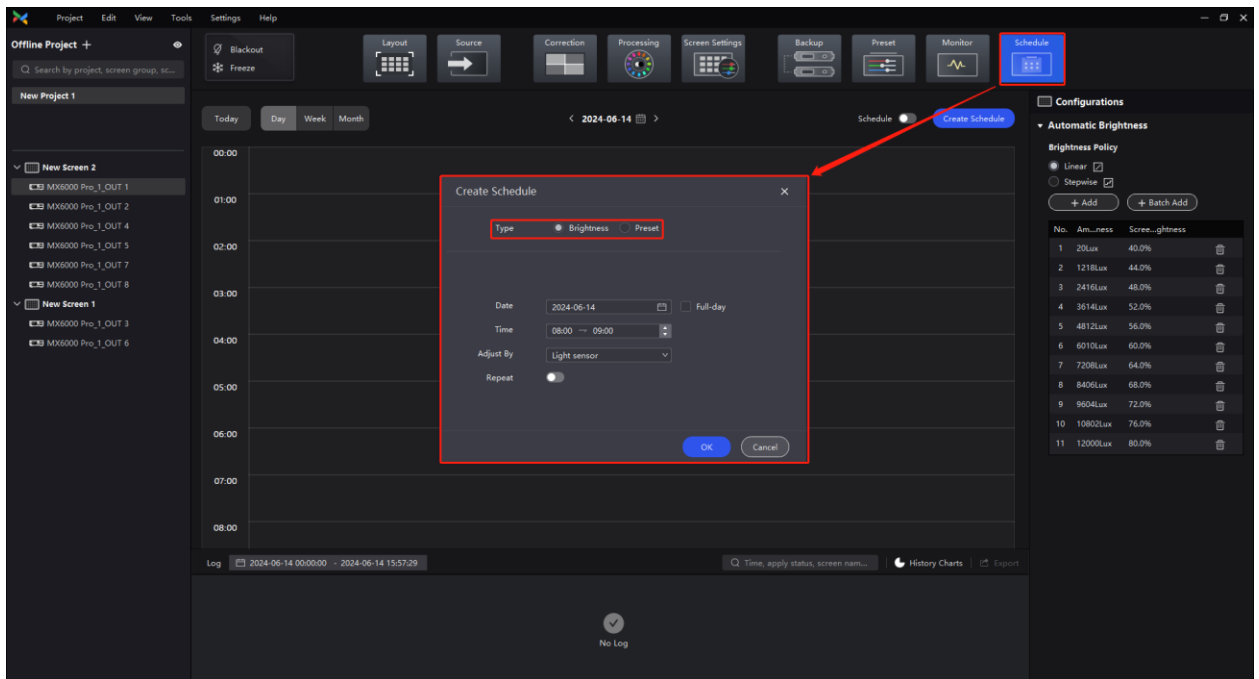 Project Edit View Tools Settings Help
Offline Project +
Search by project, screen group, sc...
New Project 1
New Screen 2
MX6000 Pro_1_OUT 1
MX6000 Pro_1_OUT 2
MX6000 Pro_1_OUT 4
MX6000 Pro_1_OUT 5
MX6000 Pro_1_OUT 7
MX6000 Pro_1_OUT 8
New Screen 1
MX6000 Pro_1_OUT 3
MX6000 Pro_1_OUT 6
Blackout
Freeze
Layout Source Correction Processing Screen Settings Backup Preset Monitor Schedule
Today Day Week Month < 2024-06-14 > Schedule Create Schedule
00:00
01:00
02:00
03:00
04:00
05:00
06:00
07:00
08:00
Create Schedule
Type Brightness Preset
Date 2024-06-14 Full-day
Time 08:00 → 09:00
Adjust By Light sensor
Repeat
OK Cancel
Log 2024-06-14 00:00:00 - 2024-06-14 15:57:29 Time, apply status, screen nam... History Charts Export
No Log
Configurations
Automatic Brightness
Brightness Policy
Linear
Stepwise
+ Add + Batch Add
No. Am...ness Scree...ghtness
1 20Lux 40.0%
2 1218Lux 44.0%
3 2416Lux 48.0%
4 3614Lux 52.0%
5 4812Lux 56.0%
6 6010Lux 60.0%
7 7208Lux 64.0%
8 8406Lux 68.0%
9 9604Lux 72.0%
10 10802Lux 76.0%
11 12000Lux 80.0%